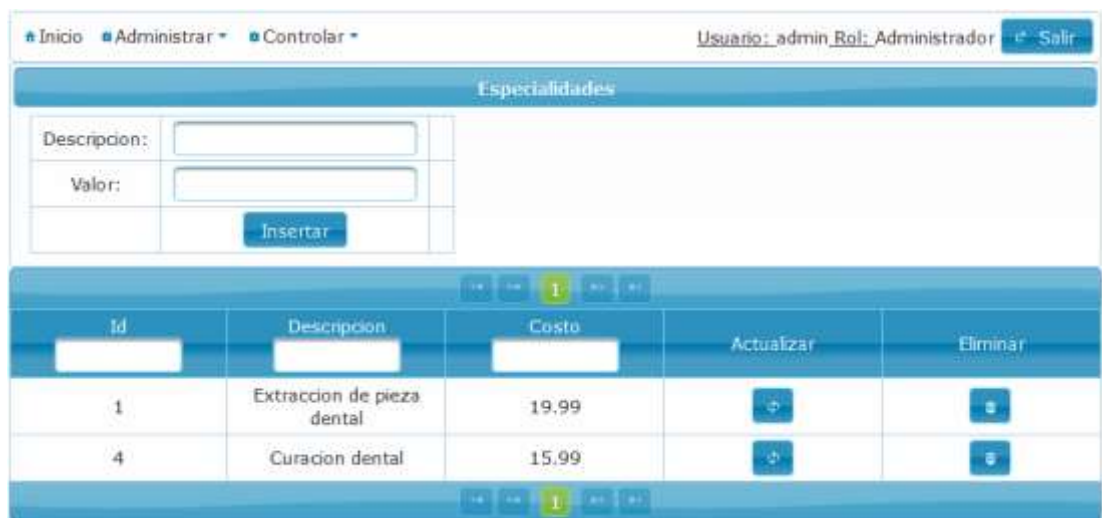 Inicio Administrar Controlar Usuario: admin Rol: Administrador Salir
Especialidades
Descripcion:
Valor:
Insertar
1
Id Descripcion Costo Actualizar Eliminar
1 Extraccion de pieza dental 19.99
4 Curacion dental 15.99
1